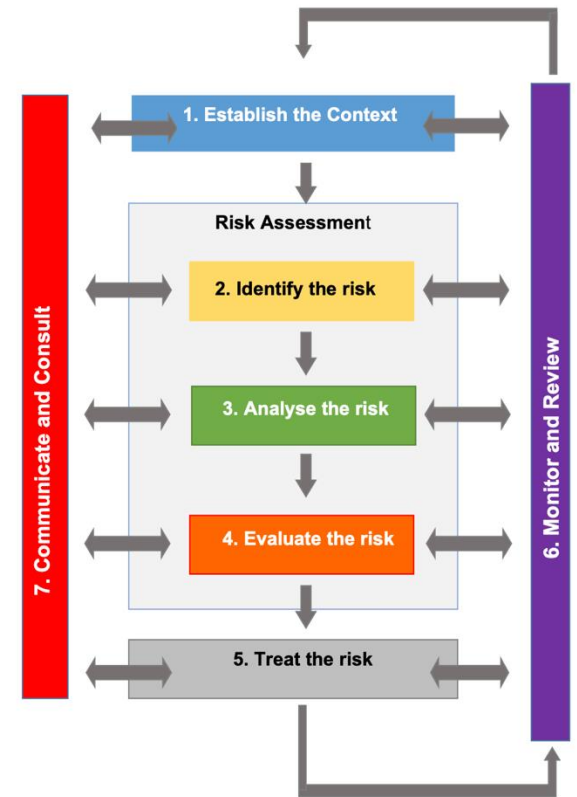 1. Establish the Context
Risk Assessment
2. Identify the risk
3. Analyse the risk
4. Evaluate the risk
5. Treat the risk
6. Monitor and Review
7. Communicate and Consult